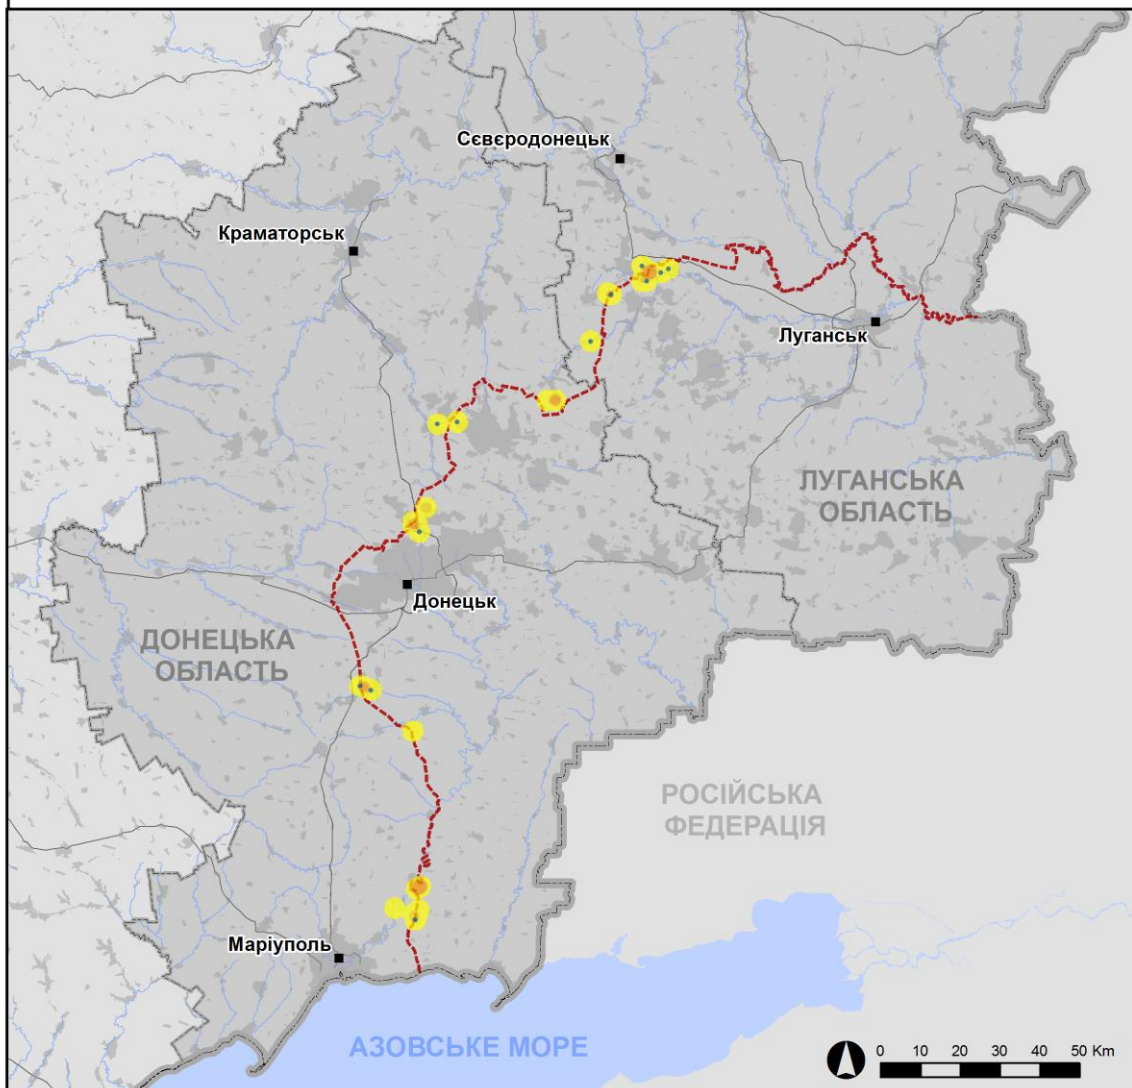 Сєвєродонецьк
Краматорськ
Луганськ
ЛУГАНСЬКА
ОБЛАСТЬ
Донецьк
ДОНЕЦЬКА
ОБЛАСТЬ
РОСІЙСЬКА
ФЕДЕРАЦІЯ
Маріуполь
АЗОВСЬКЕ МОРЕ
0 10 20 30 40 50 Km